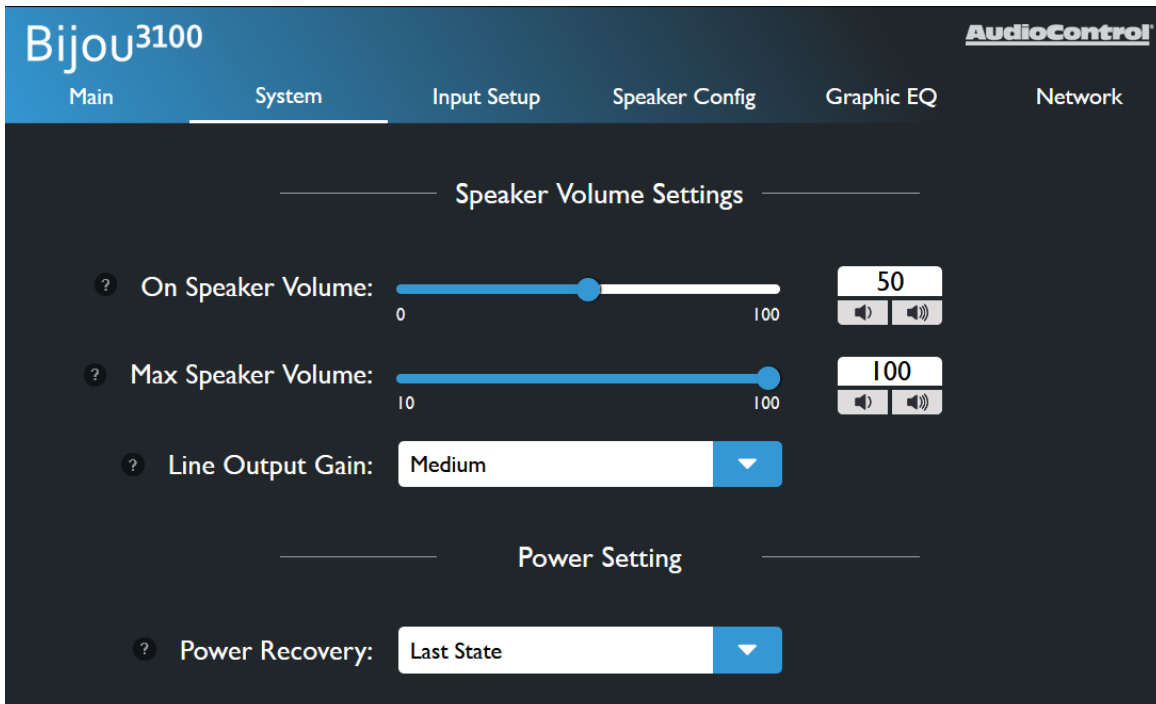 Bijou3100
AudioControl
Main System Input Setup Speaker Config Graphic EQ Network
Speaker Volume Settings
? On Speaker Volume: 50
0 100
? Max Speaker Volume: 100
10 100
? Line Output Gain: Medium
Power Setting
? Power Recovery: Last State